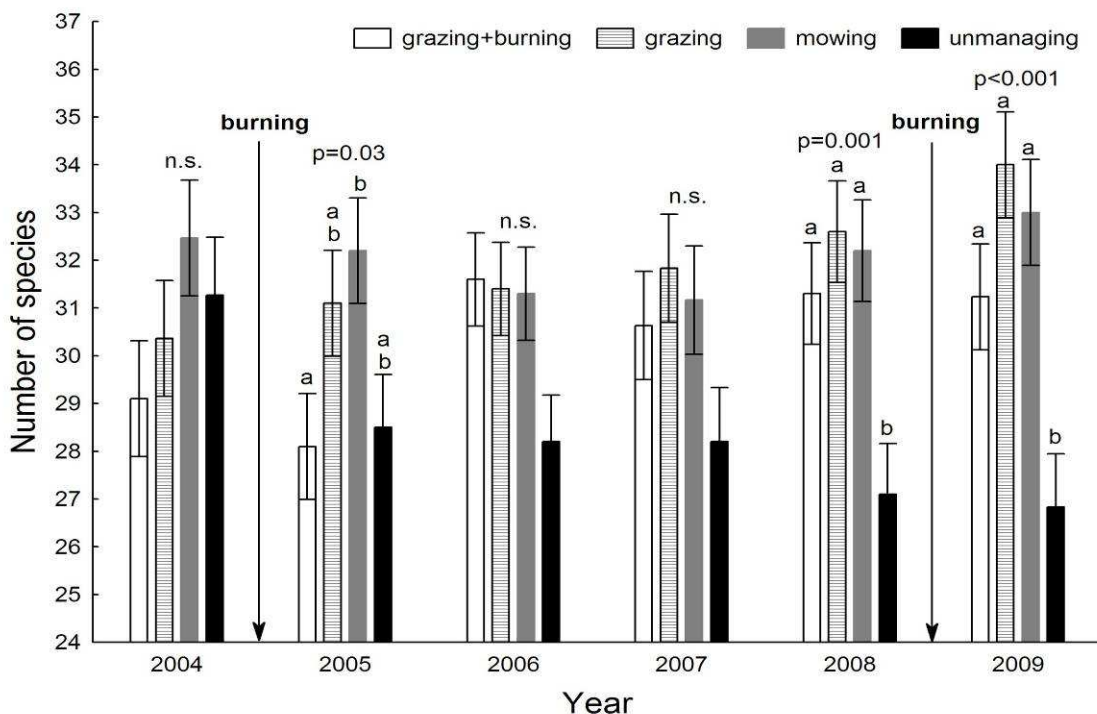 37
36
35
34
33
32
31
30
29
28
27
26
25
24
Number of species
grazing+burning grazing mowing unmanaging
n.s.
burning
p=0.03
a
a
b
b
a
b
n.s.
n.s.
p=0.001
a
a
a
b
burning
p<0.001
a
a
a
b
2004 2005 2006 2007 2008 2009
Year